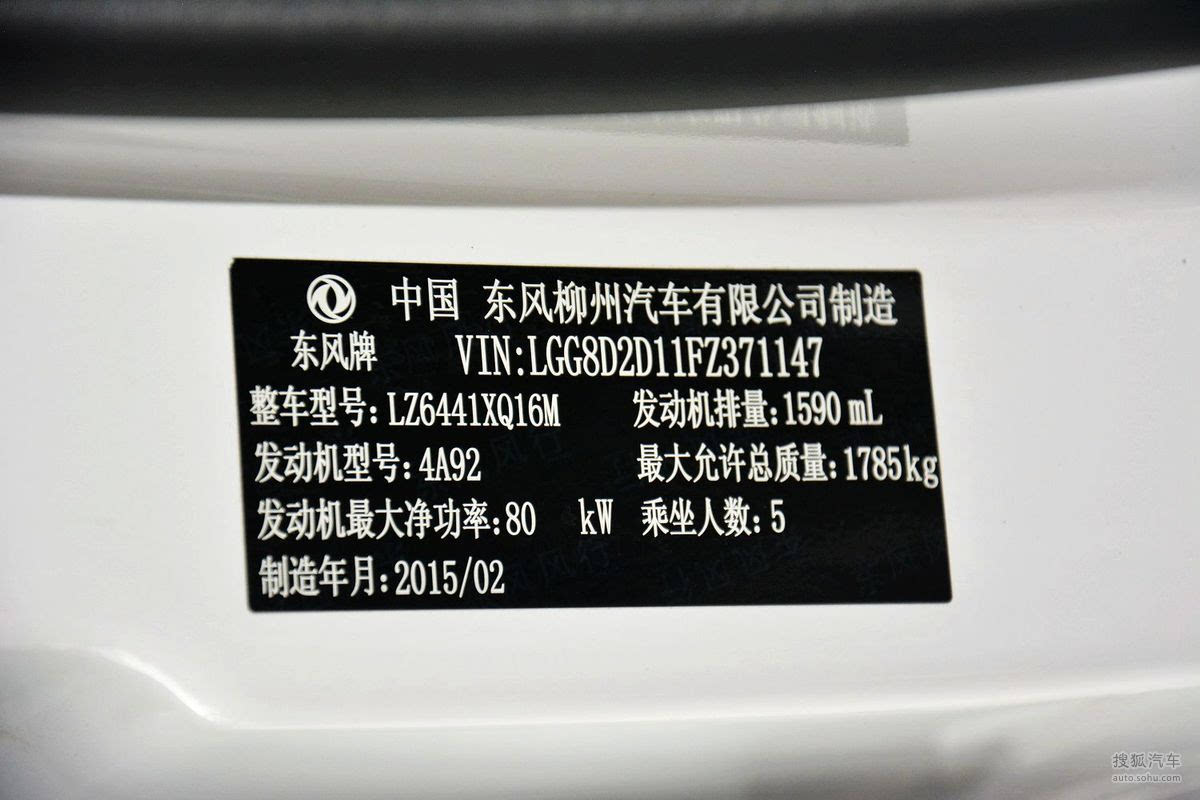 中国 东风柳州汽车有限公司制造
东风牌 VIN:LGG8D2D11FZ371147
整车型号:LZ6441XQ16M 发动机排量:1590 mL
发动机型号:4A92 最大允许总质量:1785kg
发动机最大净功率:80 kW 乘坐人数:5
制造年月:2015/02
搜狐汽车
auto.sohu.com